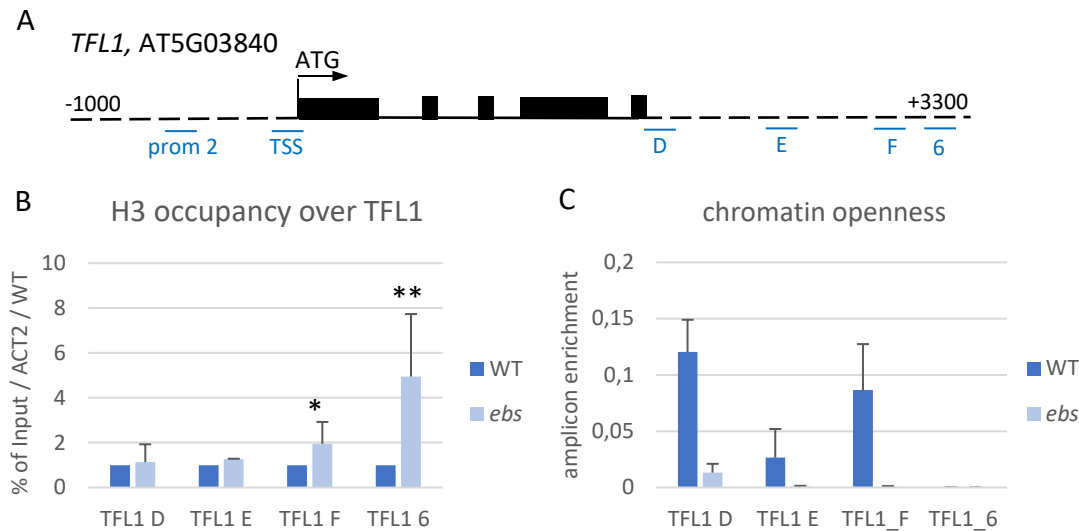 A
TFL1, AT5G03840
ATG
-1000
+3300
prom 2 TSS D E F 6
B H3 occupancy over TFL1
% of Input / ACT2 / WT
10
8
6
4
2
0
*
**
TFL1 D TFL1 E TFL1 F TFL1 6
WT
ebs
C chromatin openness
amplicon enrichment
0,2
0,15
0,1
0,05
0
TFL1 D TFL1 E TFL1_F TFL1_6
WT
ebs